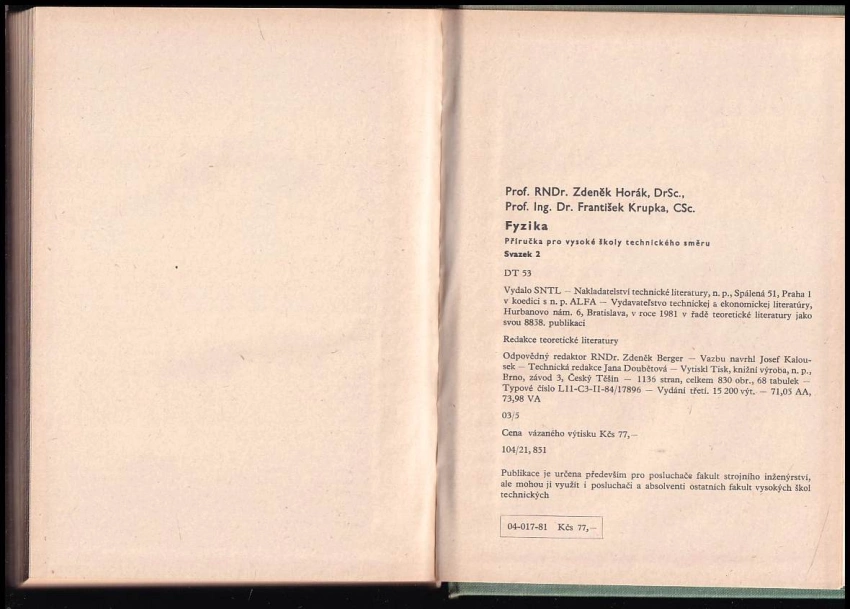 Prof. RNDr. Zdeněk Horák, DrSc.,
Prof. Ing. Dr. František Krupka, CSc.
Fyzika
Příručka pro vysoké školy technického směru
Svazek 2
DT 53
Vydalo SNTL — Nakladatelství technické literatury, n. p., Spálená 51, Praha 1
v koedici s n. p. ALFA — Vydavateľstvo technickej a ekonomickej literatúry,
Hurbanovo nám. 6, Bratislava, v roce 1981 v řadě teoretické literatury jako
svou 8838. publikaci
Redakce teoretické literatury
Odpovědný redaktor RNDr. Zdeněk Berger — Vazbu navrhl Josef Kalou-
sek — Technická redakce Jana Doubětová — Vytiskl Tisk, knižní výroba, n. p.,
Brno, závod 3, Český Těšín — 1136 stran, celkem 830 obr., 68 tabulek —
Typové číslo L11-C3-II-84/17896 — Vydání třetí. 15 200 výt. — 71,05 AA,
73,98 VA
03/5
Cena vázaného výtisku Kčs 77,—
104/21, 851
Publikace je určena především pro posluchače fakult strojního inženýrství,
ale mohou ji využít i posluchači a absolventi ostatních fakult vysokých škol
technických
04-017-81 Kčs 77,—